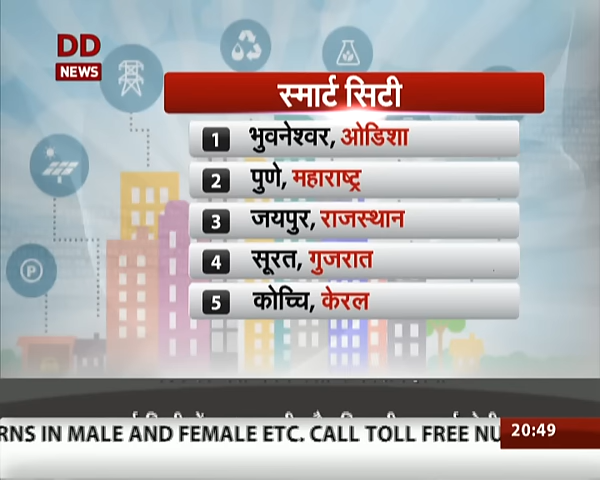 DD
NEWS
स्मार्ट सिटी
1 भुवनेश्वर, ओडिशा
2 पुणे, महाराष्ट्र
3 जयपुर, राजस्थान
4 सूरत, गुजरात
5 कोच्चि, केरल
P
RNS IN MALE AND FEMALE ETC. CALL TOLL FREE NU
20:49